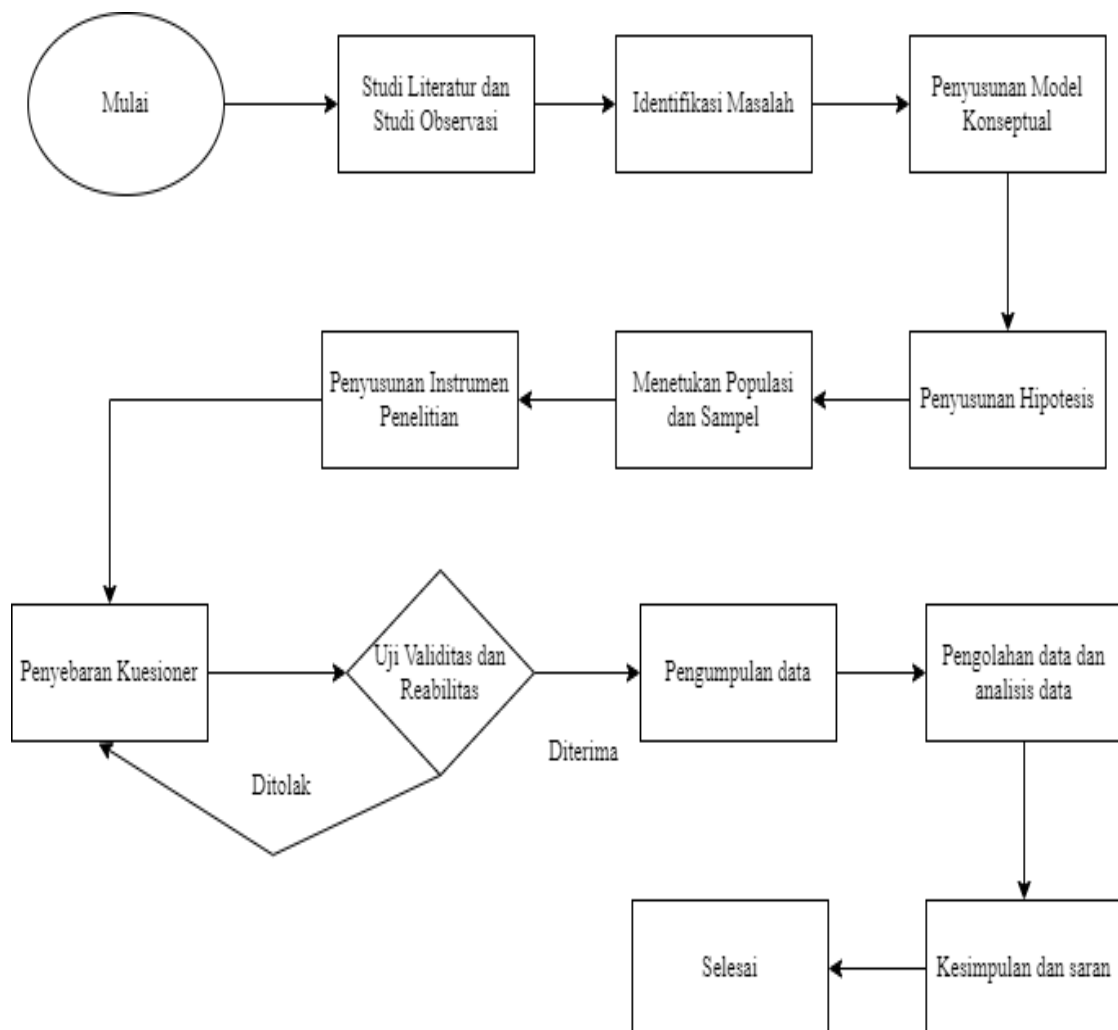 Mulai
Studi Literatur dan
Studi Observasi
Identifikasi Masalah
Penyusunan Model
Konseptual
Penyusunan Hipotesis
Menetukan Populasi
dan Sampel
Penyusunan Instrumen
Penelitian
Penyebaran Kuesioner
Uji Validitas dan
Reabilitas
Ditolak
Diterima
Pengumpulan data
Pengolahan data dan
analisis data
Kesimpulan dan saran
Selesai